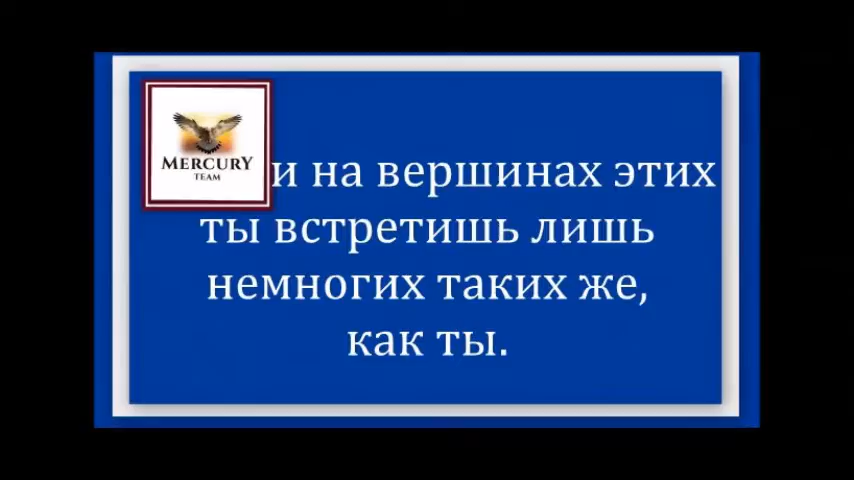 MERCURY
TEAM
и на вершинах этих
ты встретишь лишь
немногих таких же,
как ты.